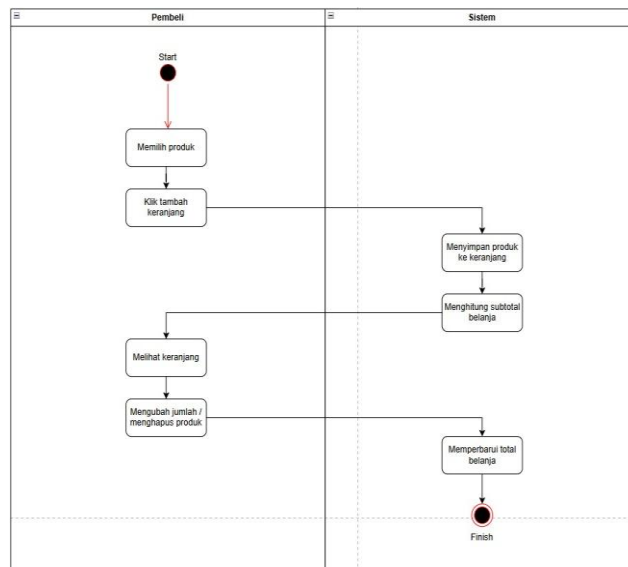 Pembeli
Sistem
Start
Memilih produk
Klik tambah
keranjang
Menyimpan produk
ke keranjang
Menghitung subtotal
belanja
Melihat keranjang
Mengubah jumlah /
menghapus produk
Memperbarui total
belanja
Finish